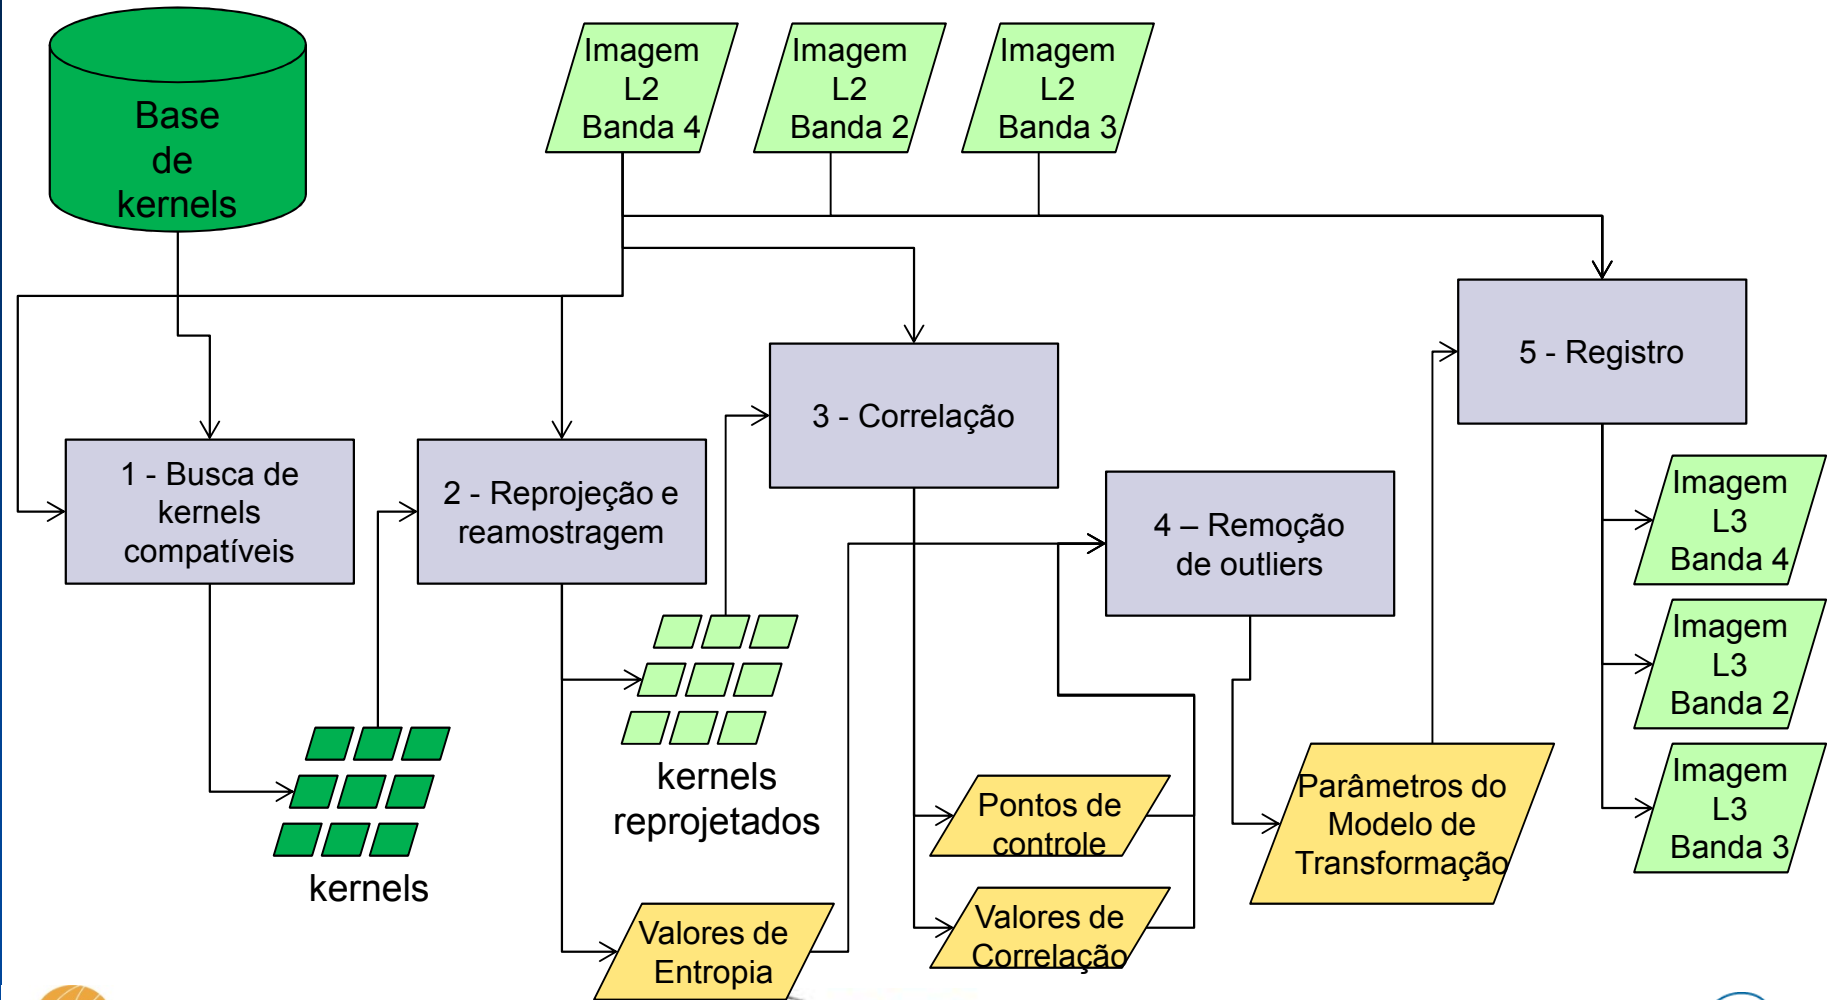 Base
de
kernels
Imagem
L2
Banda 4
Imagem
L2
Banda 2
Imagem
L2
Banda 3
1 - Busca de
kernels
compatíveis
2 - Reprojeção e
reamostragem
3 - Correlação
4 – Remoção
de outliers
5 - Registro
kernels
kernels
reprojetados
Valores de
Entropia
Pontos de
controle
Valores de
Correlação
Parâmetros do
Modelo de
Transformação
Imagem
L3
Banda 4
Imagem
L3
Banda 2
Imagem
L3
Banda 3